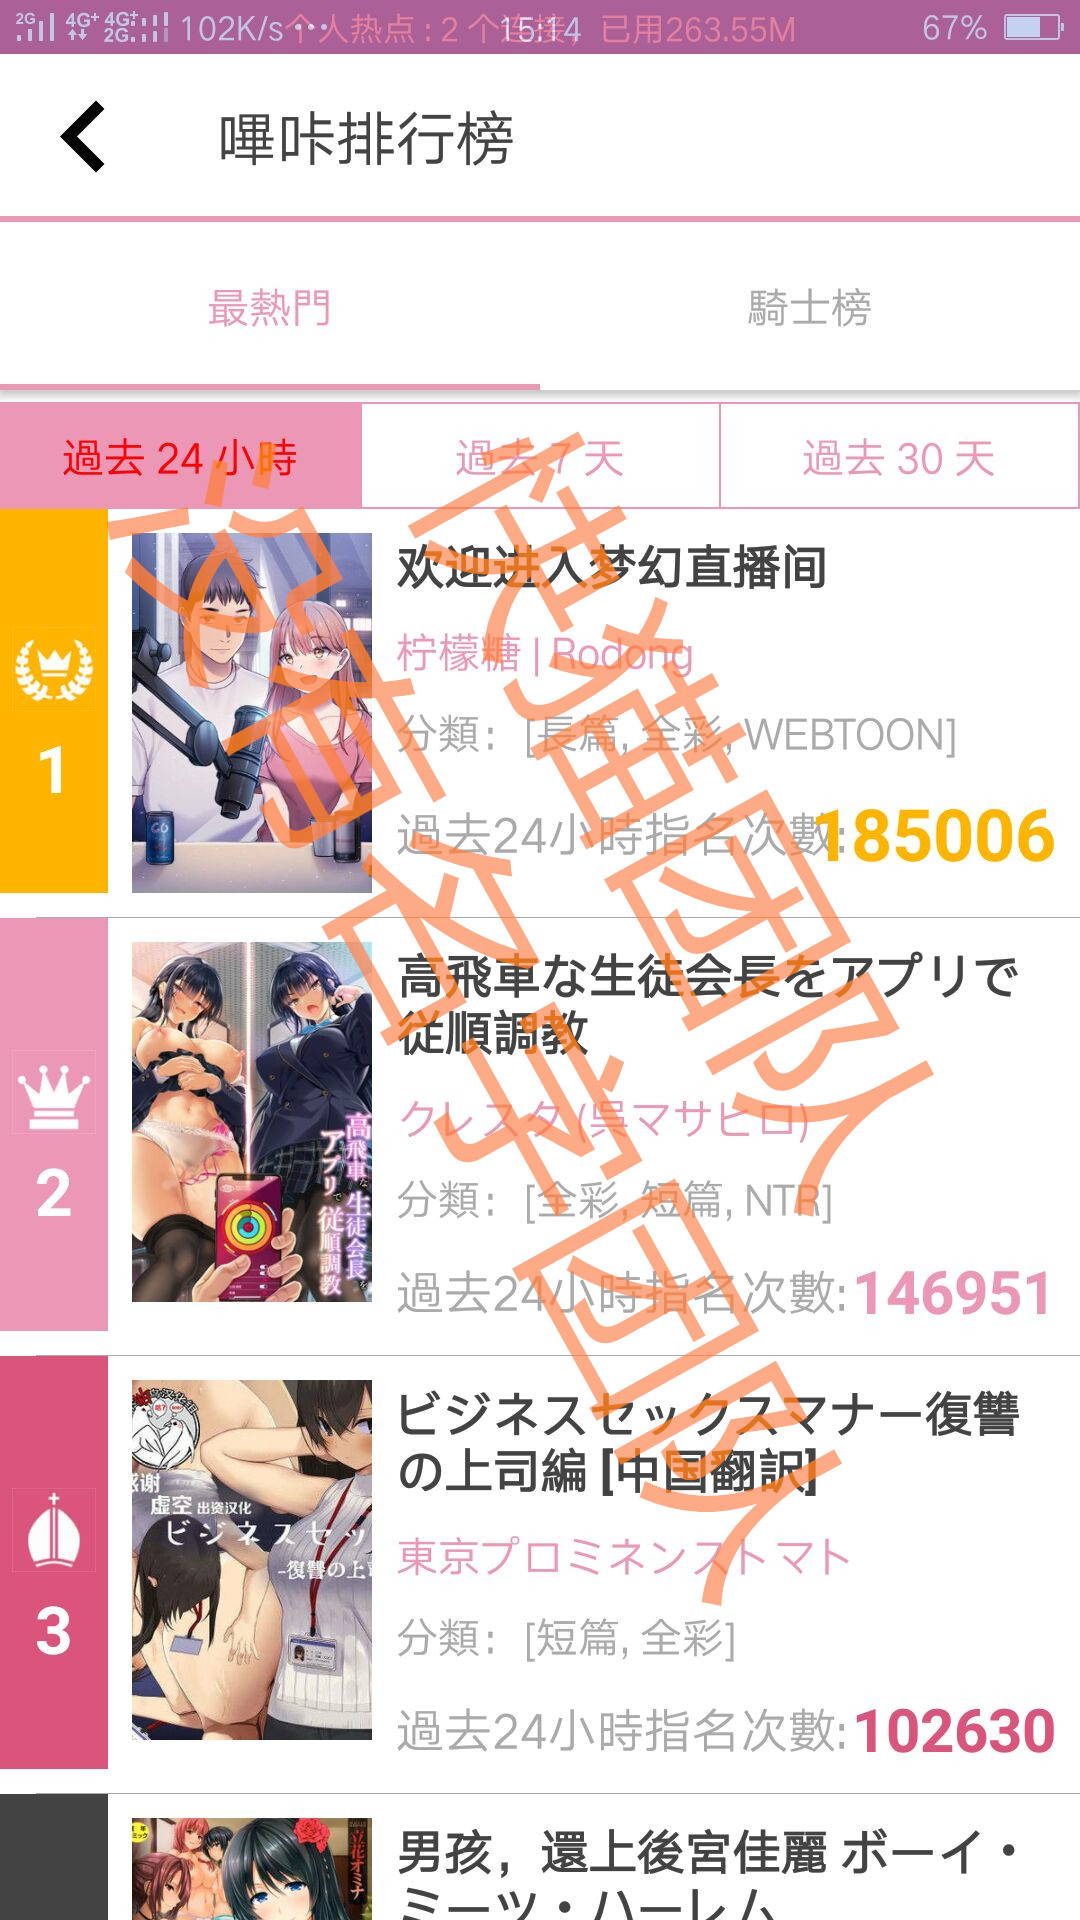 2G 4G+ 4G+ 2G 102K/s 个人热点：2 个连接，已用263.55M 15:14 67%
嗶咔排行榜
最熱門
騎士榜
過去 24 小時
過去 7 天
過去 30 天
1
欢迎进入梦幻直播间
柠檬糖 | Rodong
分類：[長篇, 全彩, WEBTOON]
過去24小時指名次數:185006
2
高飛車な生徒会長をアプリで
従順調教
クレスタ (呉マサヒロ)
分類：[全彩, 短篇, NTR]
過去24小時指名次數:146951
高飛車な生徒会長を
アプリで従順調教
3
ビジネスセックスマナー復讐
の上司編 [中国翻訳]
東京プロミネンストマト
分類：[短篇, 全彩]
過去24小時指名次數:102630
感谢
虚空 出资汉化
ビジネスセッ
-復讐の上司
男孩，還上後宮佳麗 ボーイ・
ミーツ・ハーレム
立花オミナ
快猫团队
没有名字团队